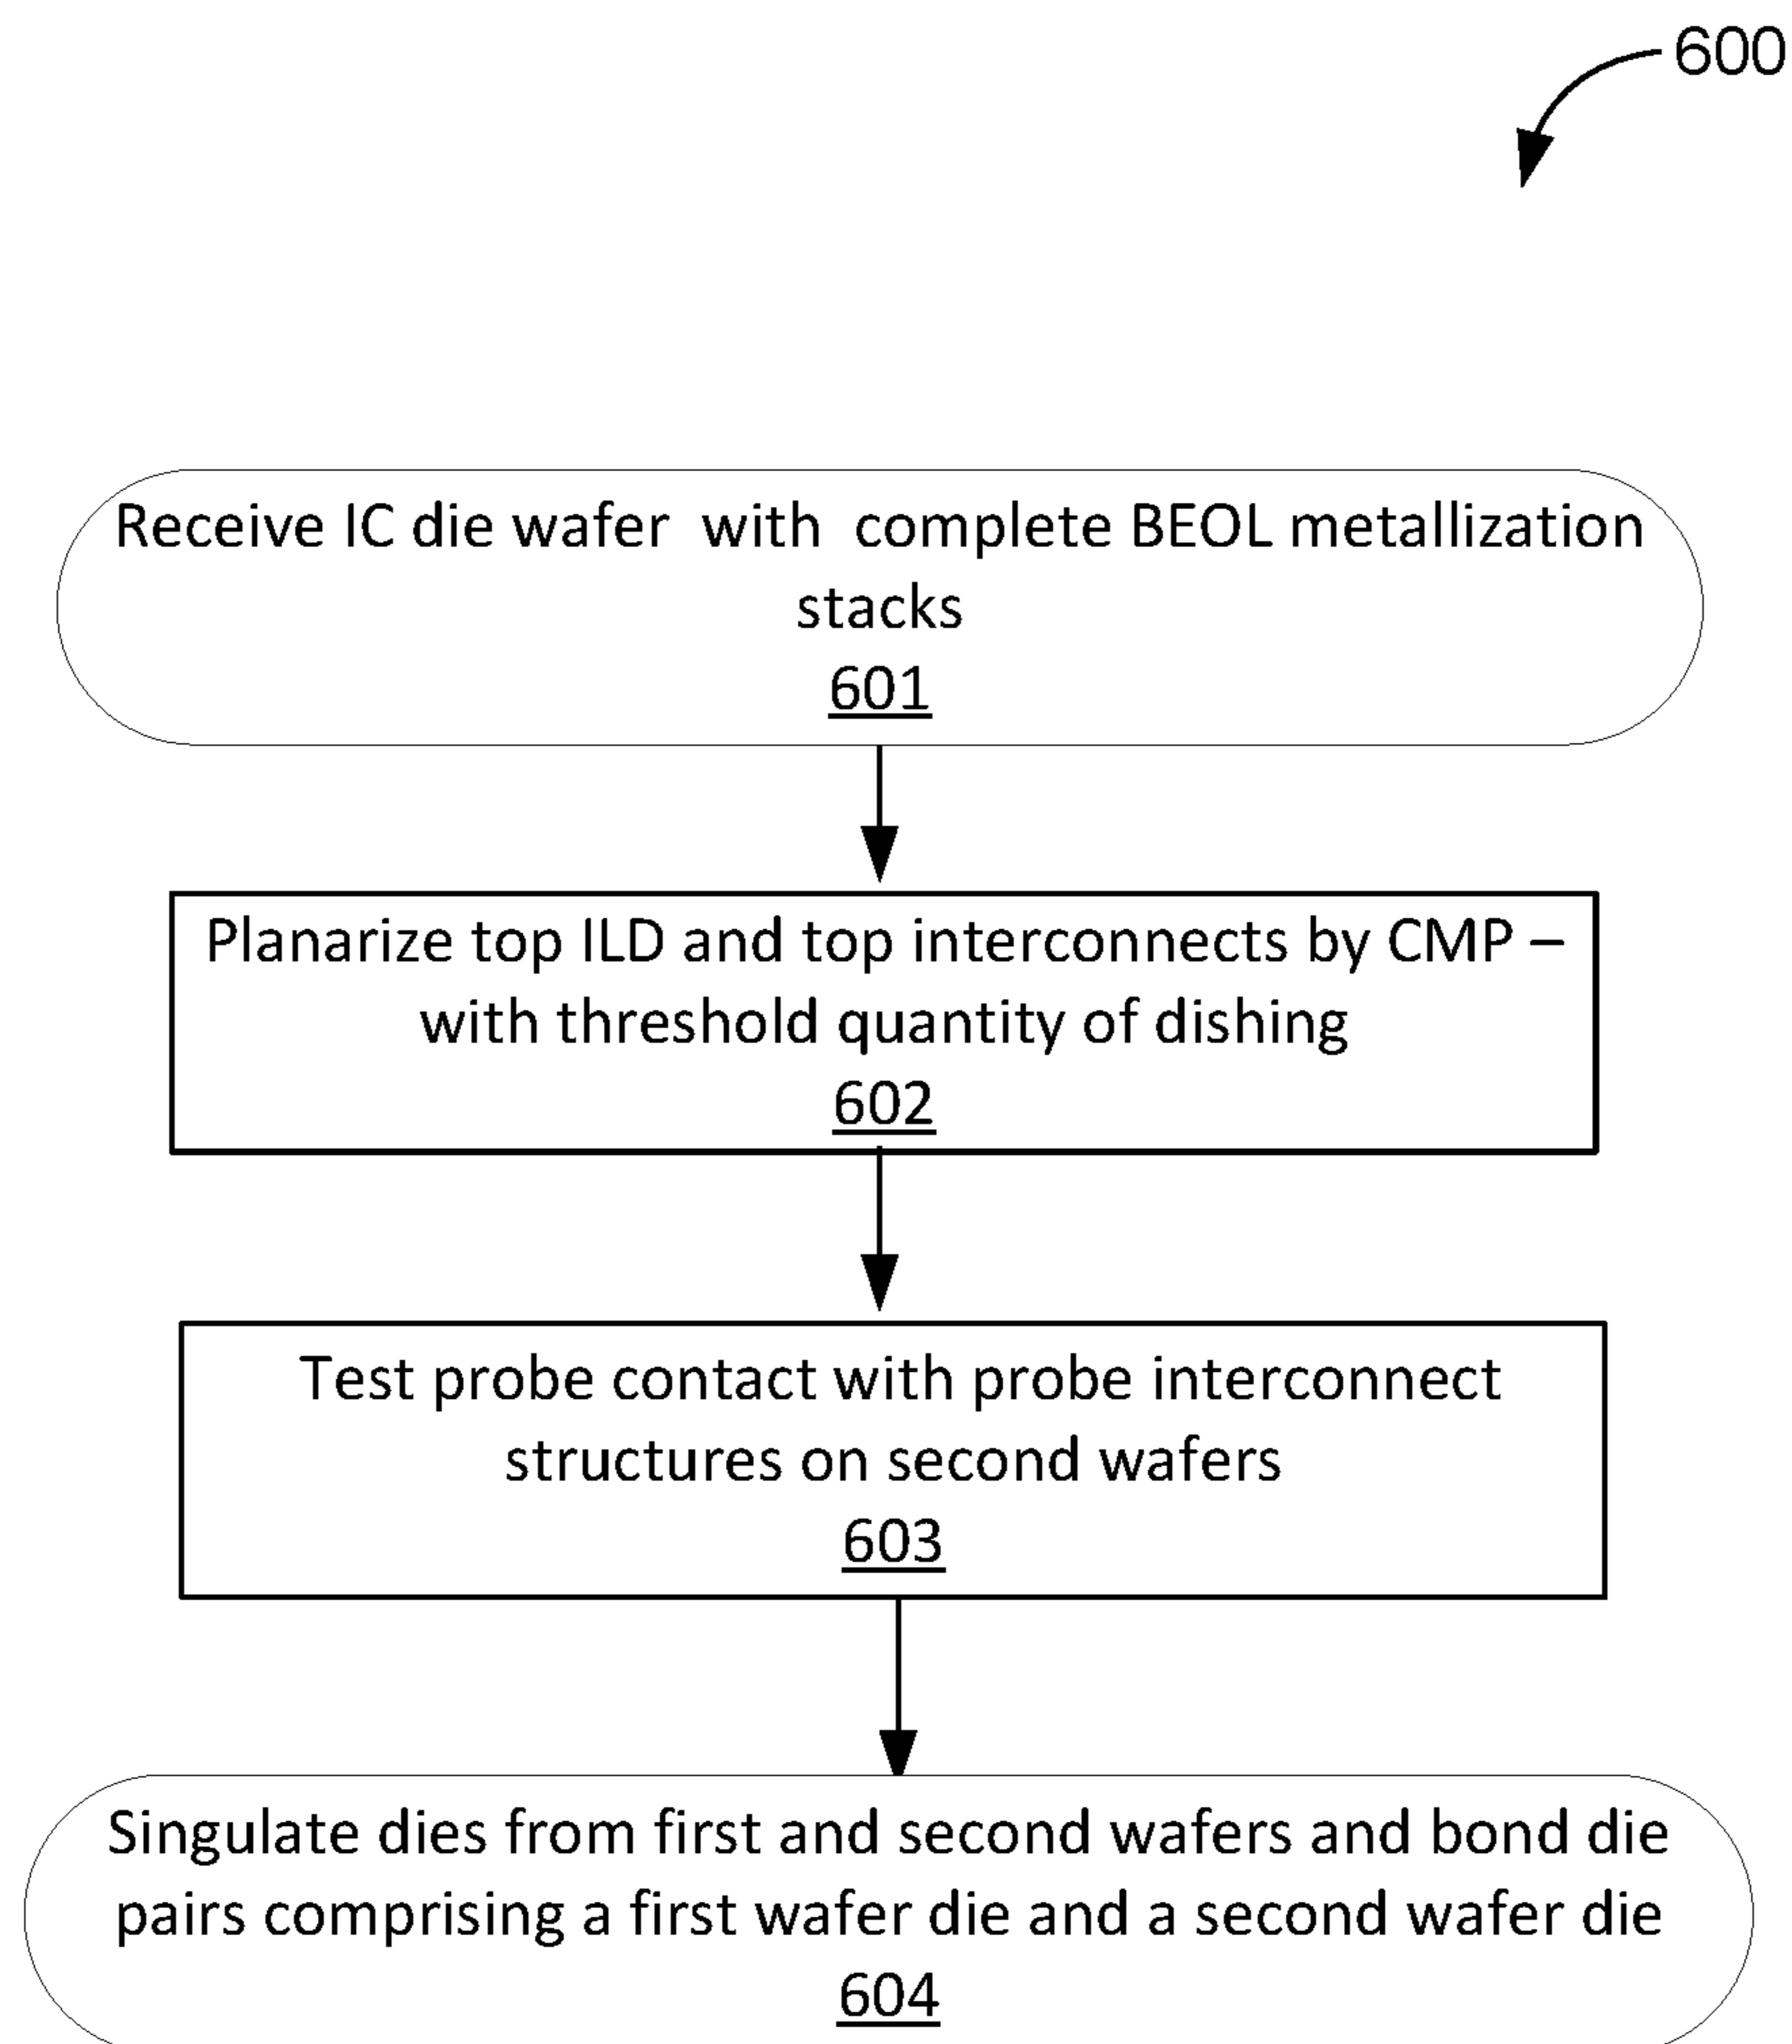 600
Receive IC die wafer with complete BEOL metallization
stacks
601
Planarize top ILD and top interconnects by CMP –
with threshold quantity of dishing
602
Test probe contact with probe interconnect
structures on second wafers
603
Singulate dies from first and second wafers and bond die
pairs comprising a first wafer die and a second wafer die
604